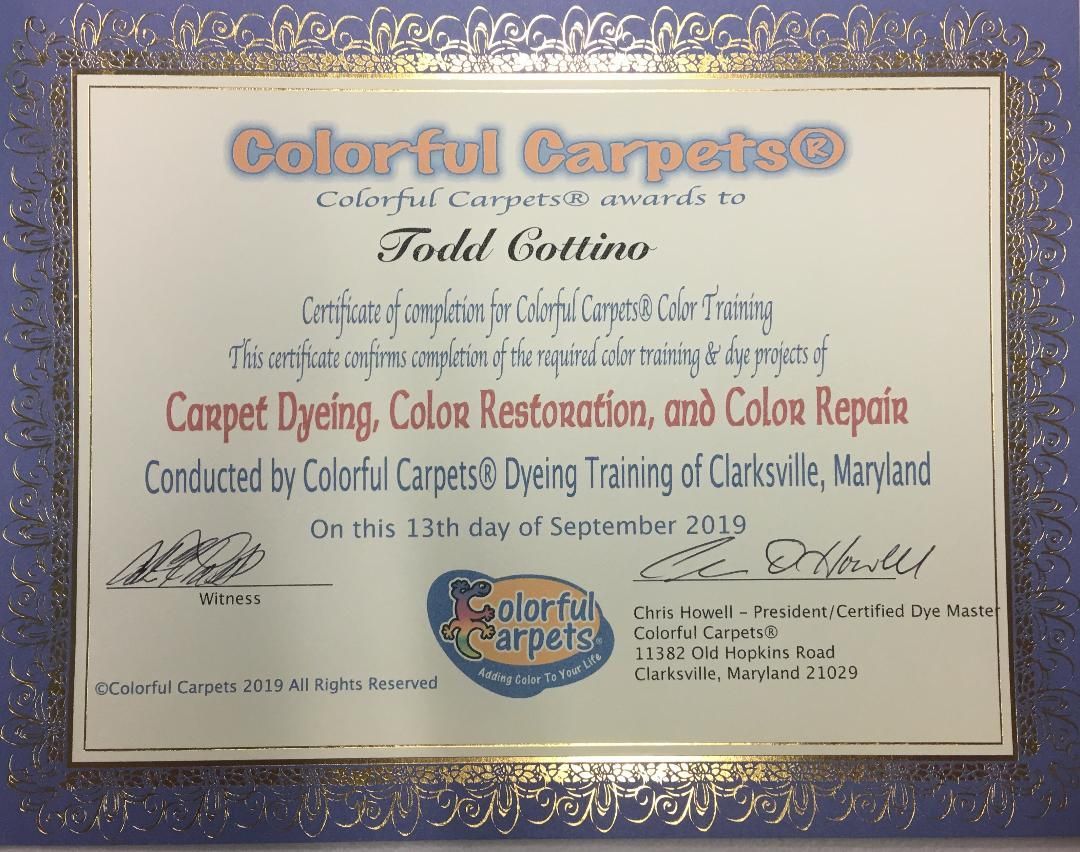 Colorful Carpets®
Colorful Carpets® awards to
Todd Cottino
Certificate of completion for Colorful Carpets® Color Training
This certificate confirms completion of the required color training & dye projects of
Carpet Dyeing, Color Restoration, and Color Repair
Conducted by Colorful Carpets® Dyeing Training of Clarksville, Maryland
On this 13th day of September 2019
Witness
Chris Howell – President/Certified Dye Master
Colorful Carpets®
11382 Old Hopkins Road
Clarksville, Maryland 21029
Colorful
Carpets®
Adding Color To Your Life
©Colorful Carpets 2019 All Rights Reserved